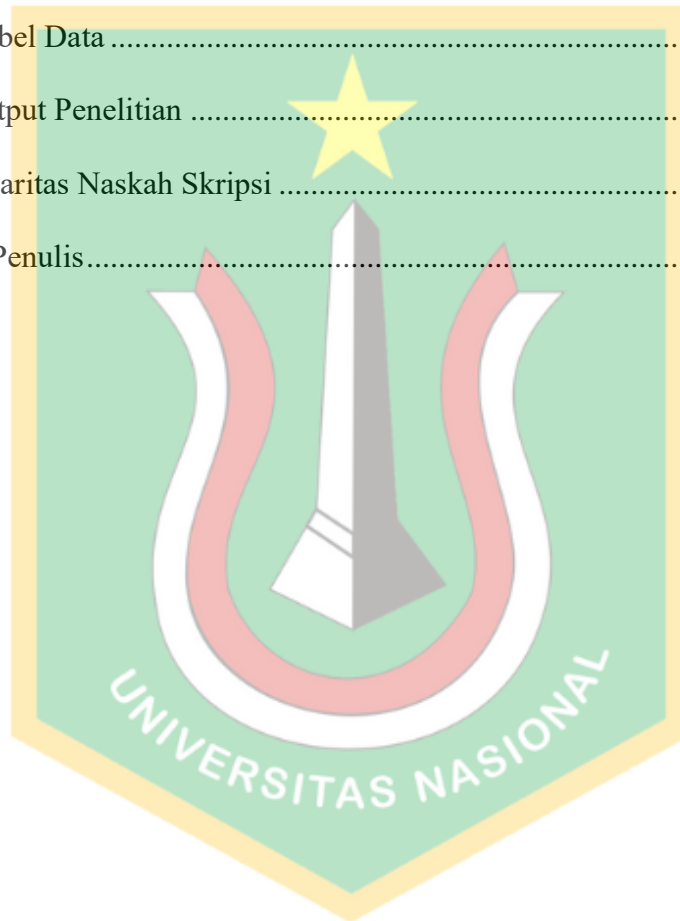 bel Data ........................................................................
tput Penelitian ..............................................................
aritas Naskah Skripsi ...................................................
Penulis...........................................................................
UNIVERSITAS NASIONAL